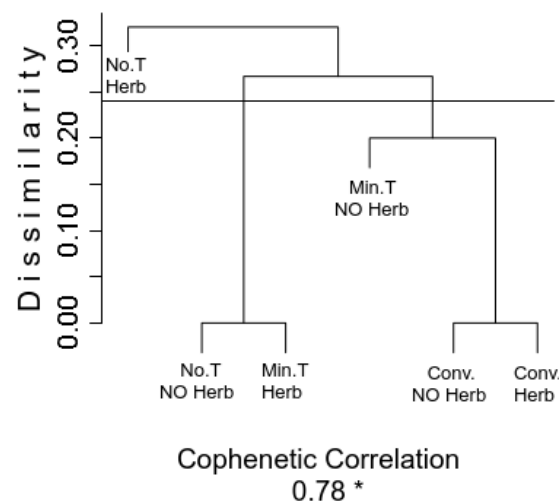 Dissimilarity
0.30
0.20
0.10
0.00
No.T
Herb
Min.T
NO Herb
No.T
NO Herb
Min.T
Herb
Conv.
NO Herb
Conv.
Herb
Cophenetic Correlation
0.78 *